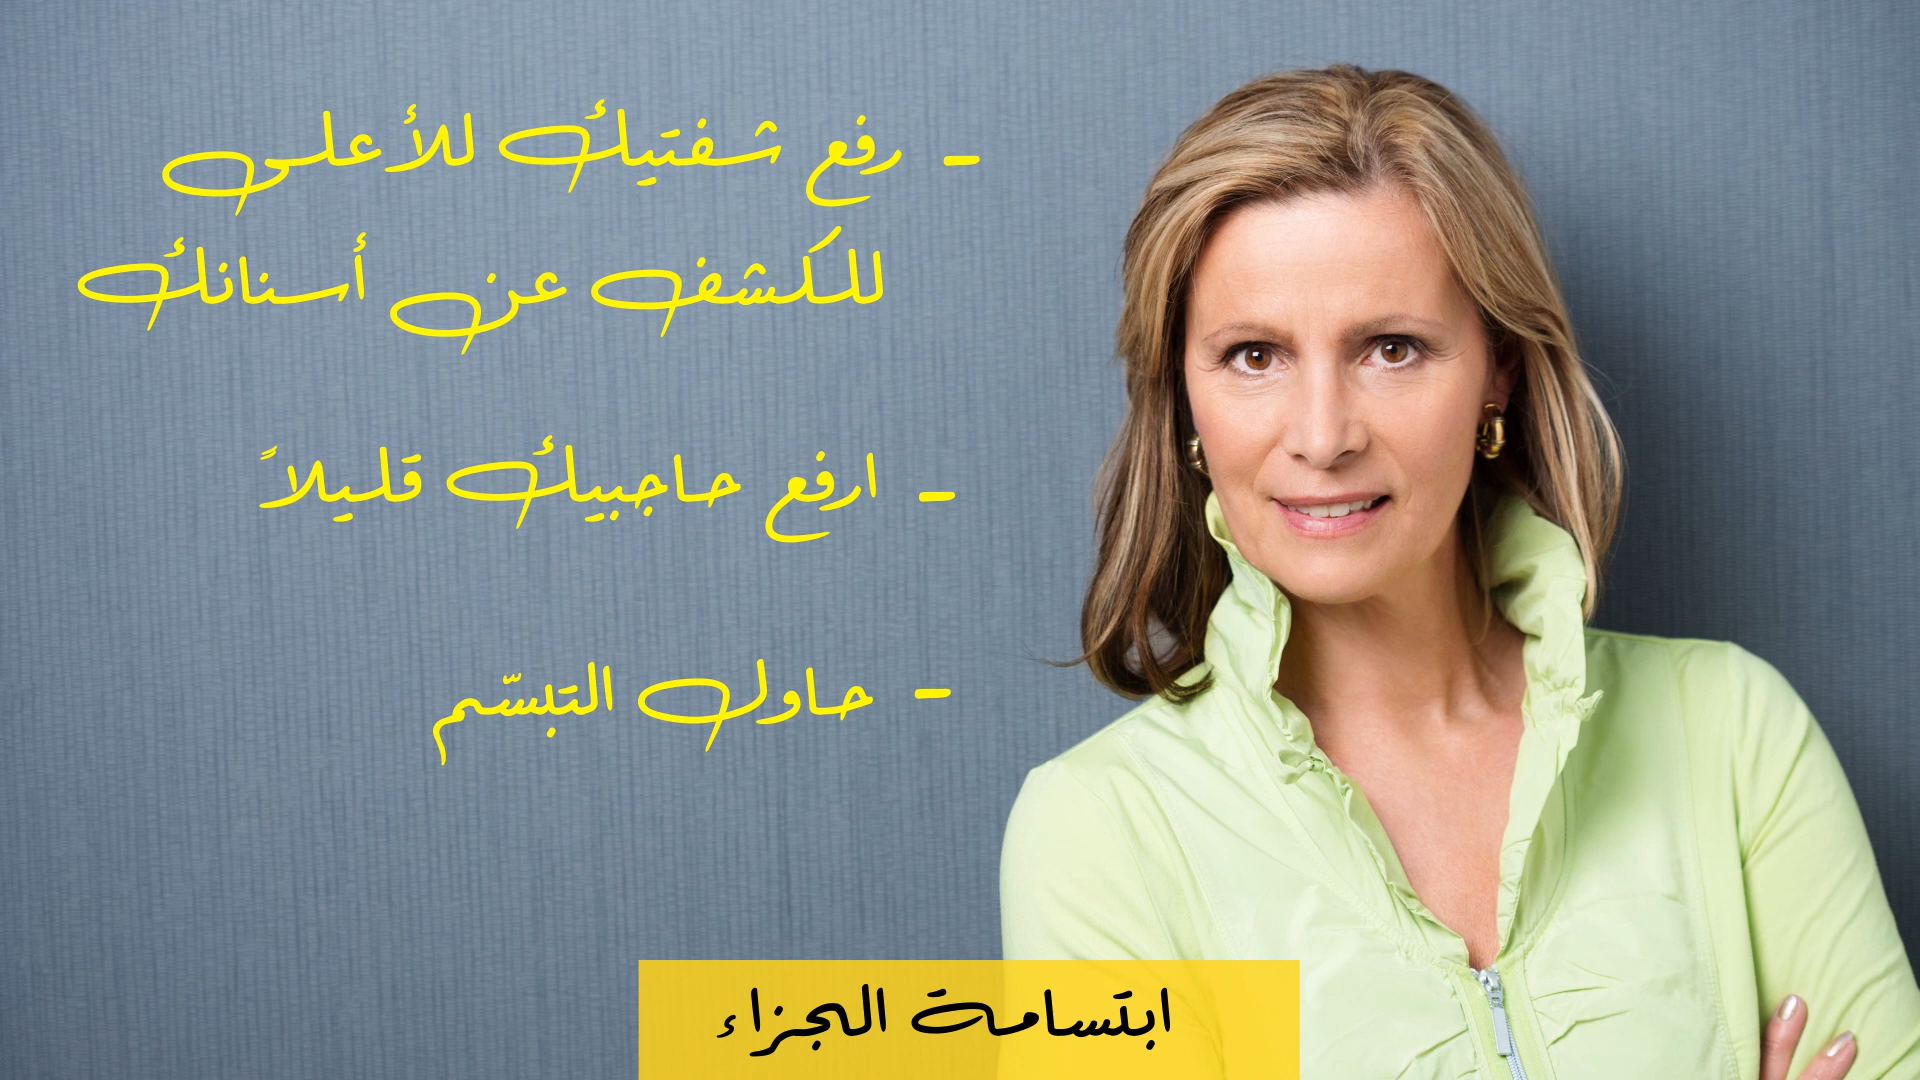 - رفع شفتيك للأعلى
للكشف عن أسنانك
- ارفع حاجبيك قليلاً
- حاول التبسّم
ابتسامة الجزاء